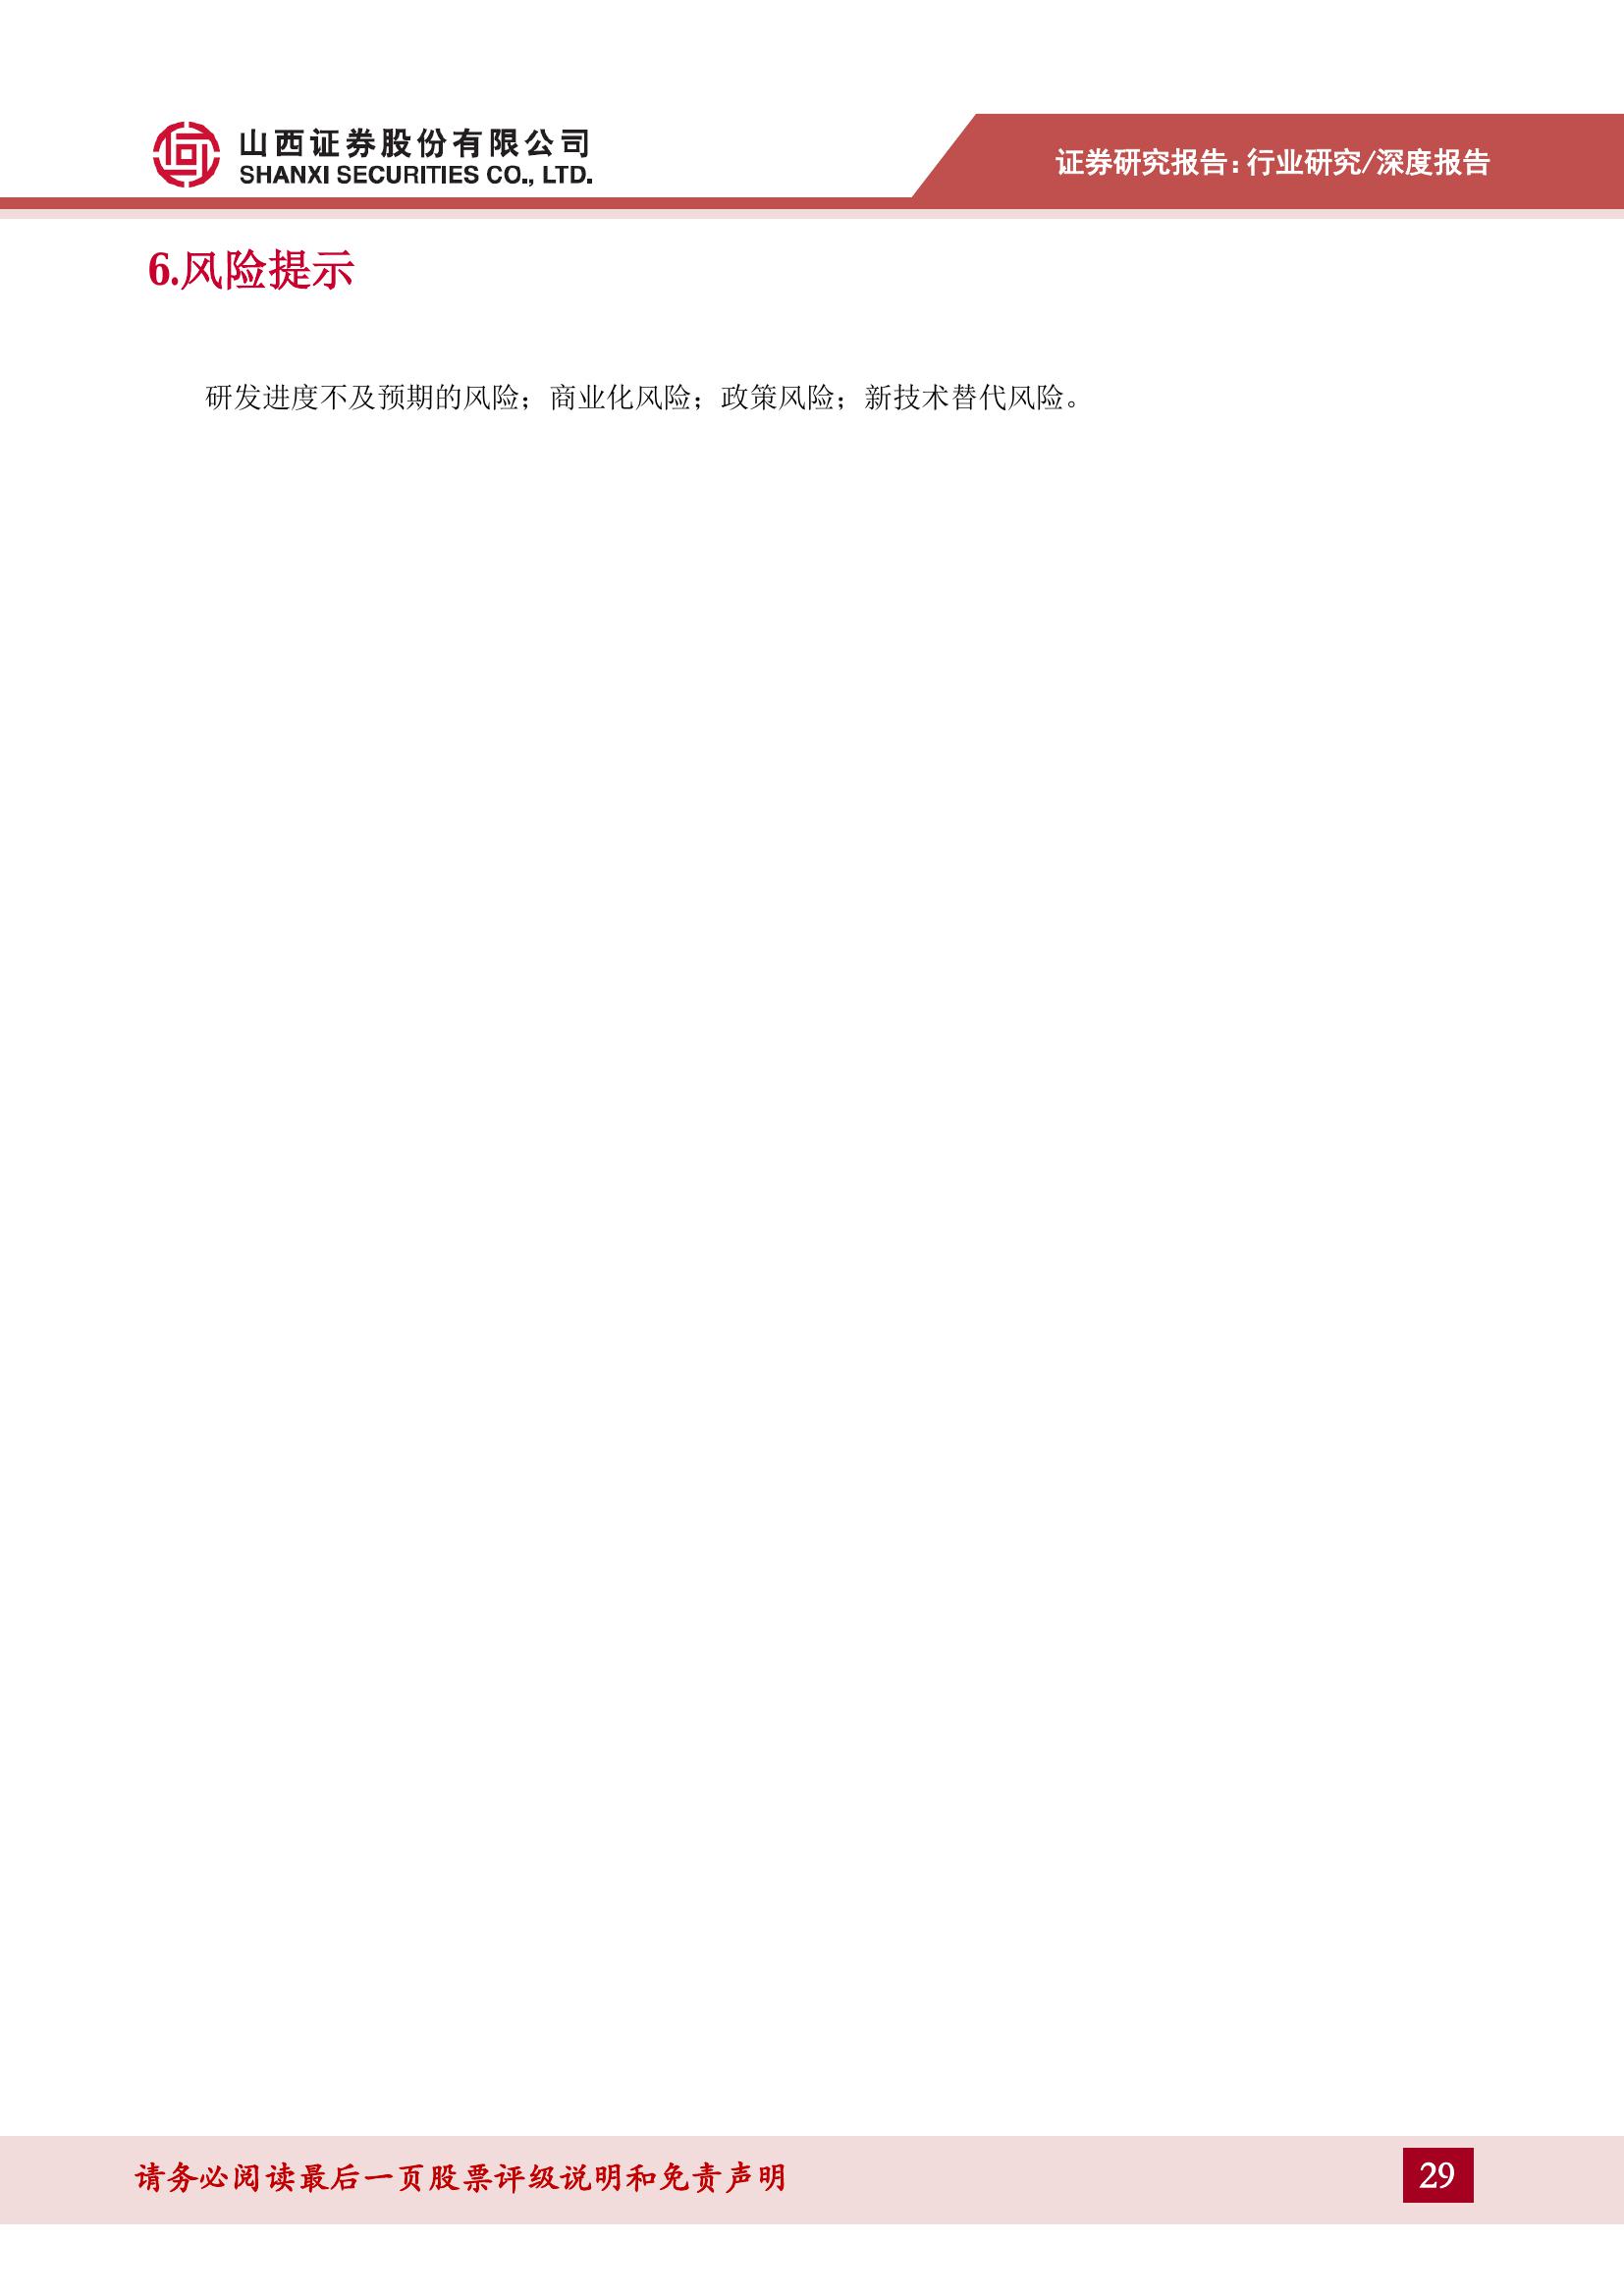 山西证券股份有限公司
SHANXI SECURITIES CO., LTD.
证券研究报告:行业研究/深度报告
6.风险提示
研发进度不及预期的风险；商业化风险；政策风险；新技术替代风险。
请务必阅读最后一页股票评级说明和免责声明
29